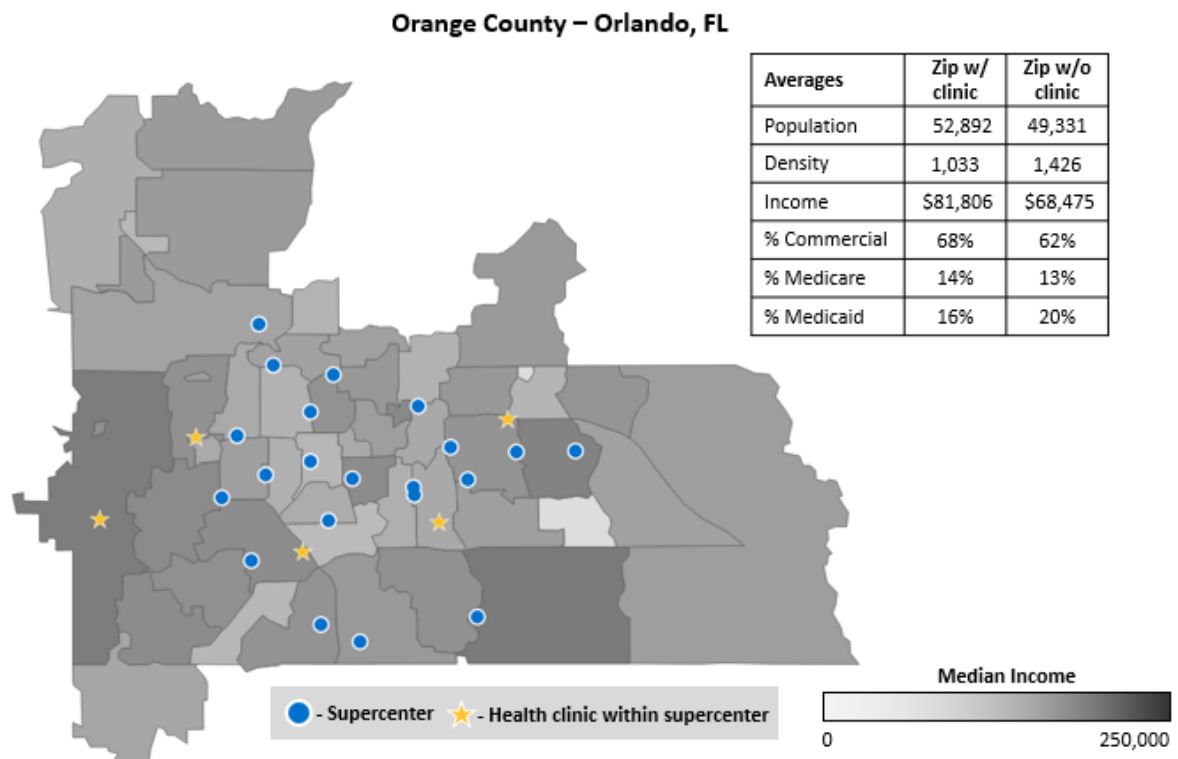 Orange County – Orlando, FL
Averages
Zip w/
clinic
Zip w/o
clinic
Population 52,892 49,331
Density 1,033 1,426
Income $81,806 $68,475
% Commercial 68% 62%
% Medicare 14% 13%
% Medicaid 16% 20%
- Supercenter - Health clinic within supercenter
Median Income
0 250,000